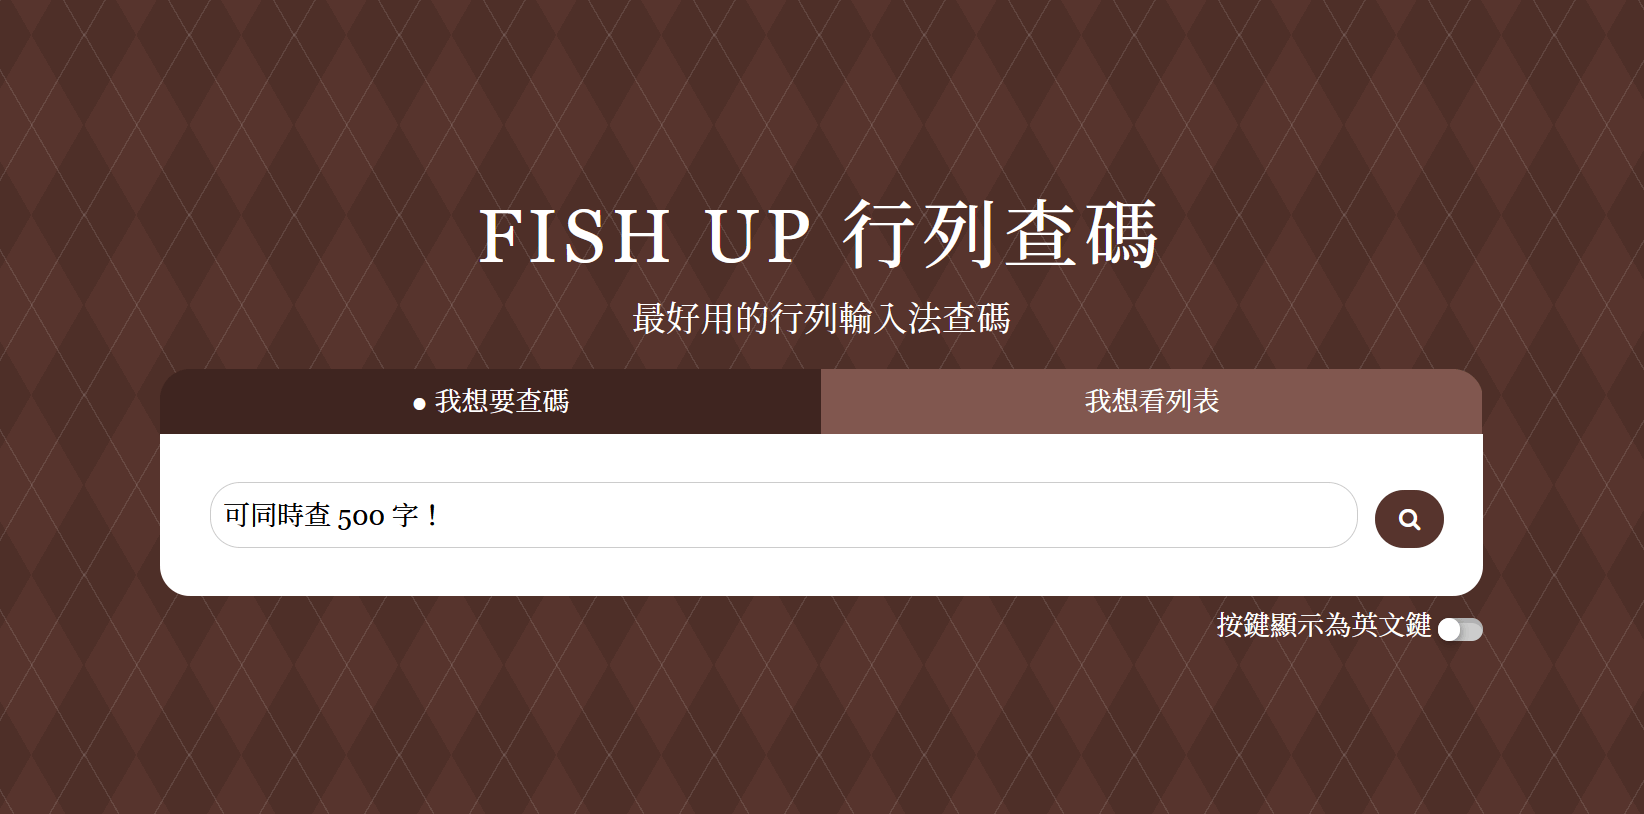 FISH UP 行列查碼
最好用的行列輸入法查碼
● 我想要查碼
我想看列表
可同時查 500 字！
按鍵顯示為英文鍵